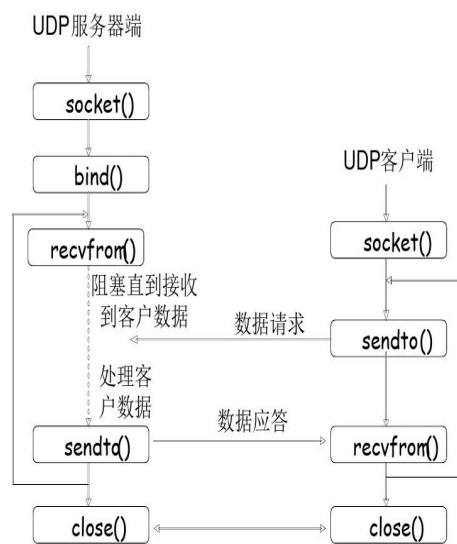 UDP服务器端
socket()
bind()
recvfrom()
阻塞直到接收
到客户数据
处理客
户数据
sendto()
close()
UDP客户端
socket()
数据请求
sendto()
数据应答
recvfrom()
close()